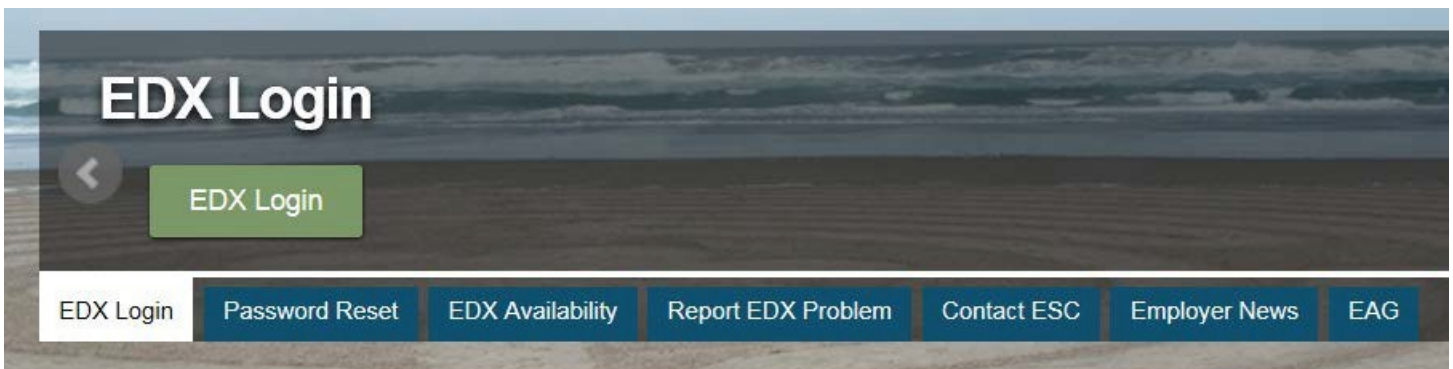 EDX Login
EDX Login
EDX Login Password Reset EDX Availability Report EDX Problem Contact ESC Employer News EAG